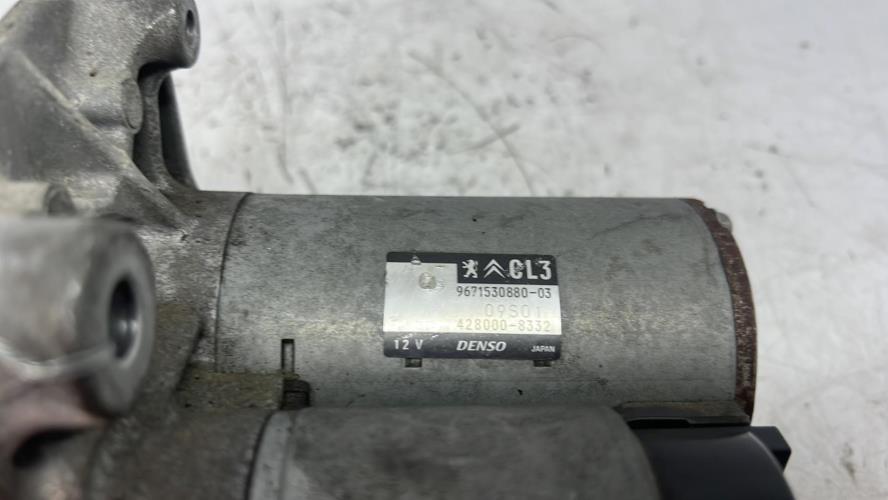 CL3
9671530880-03
09S01
428000-8332
12 V DENSO JAPAN